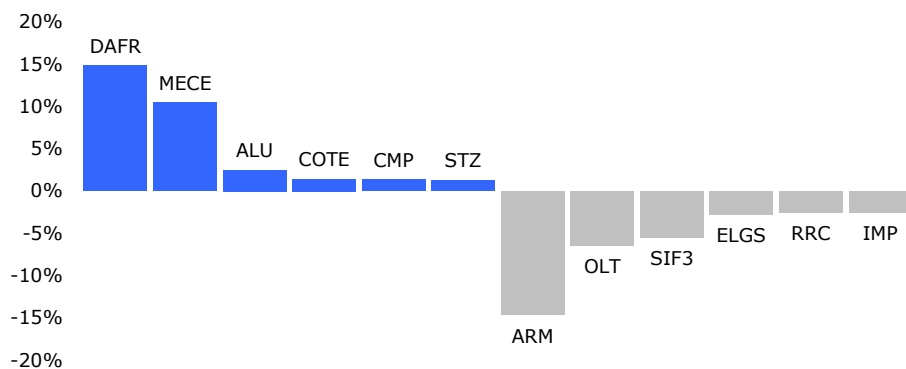 20%
DAFR
15%
MECE
10%
5%
ALU
COTE
CMP
STZ
0%
-5%
ELGS
RRC
IMP
SIF3
OLT
-10%
-15%
ARM
-20%